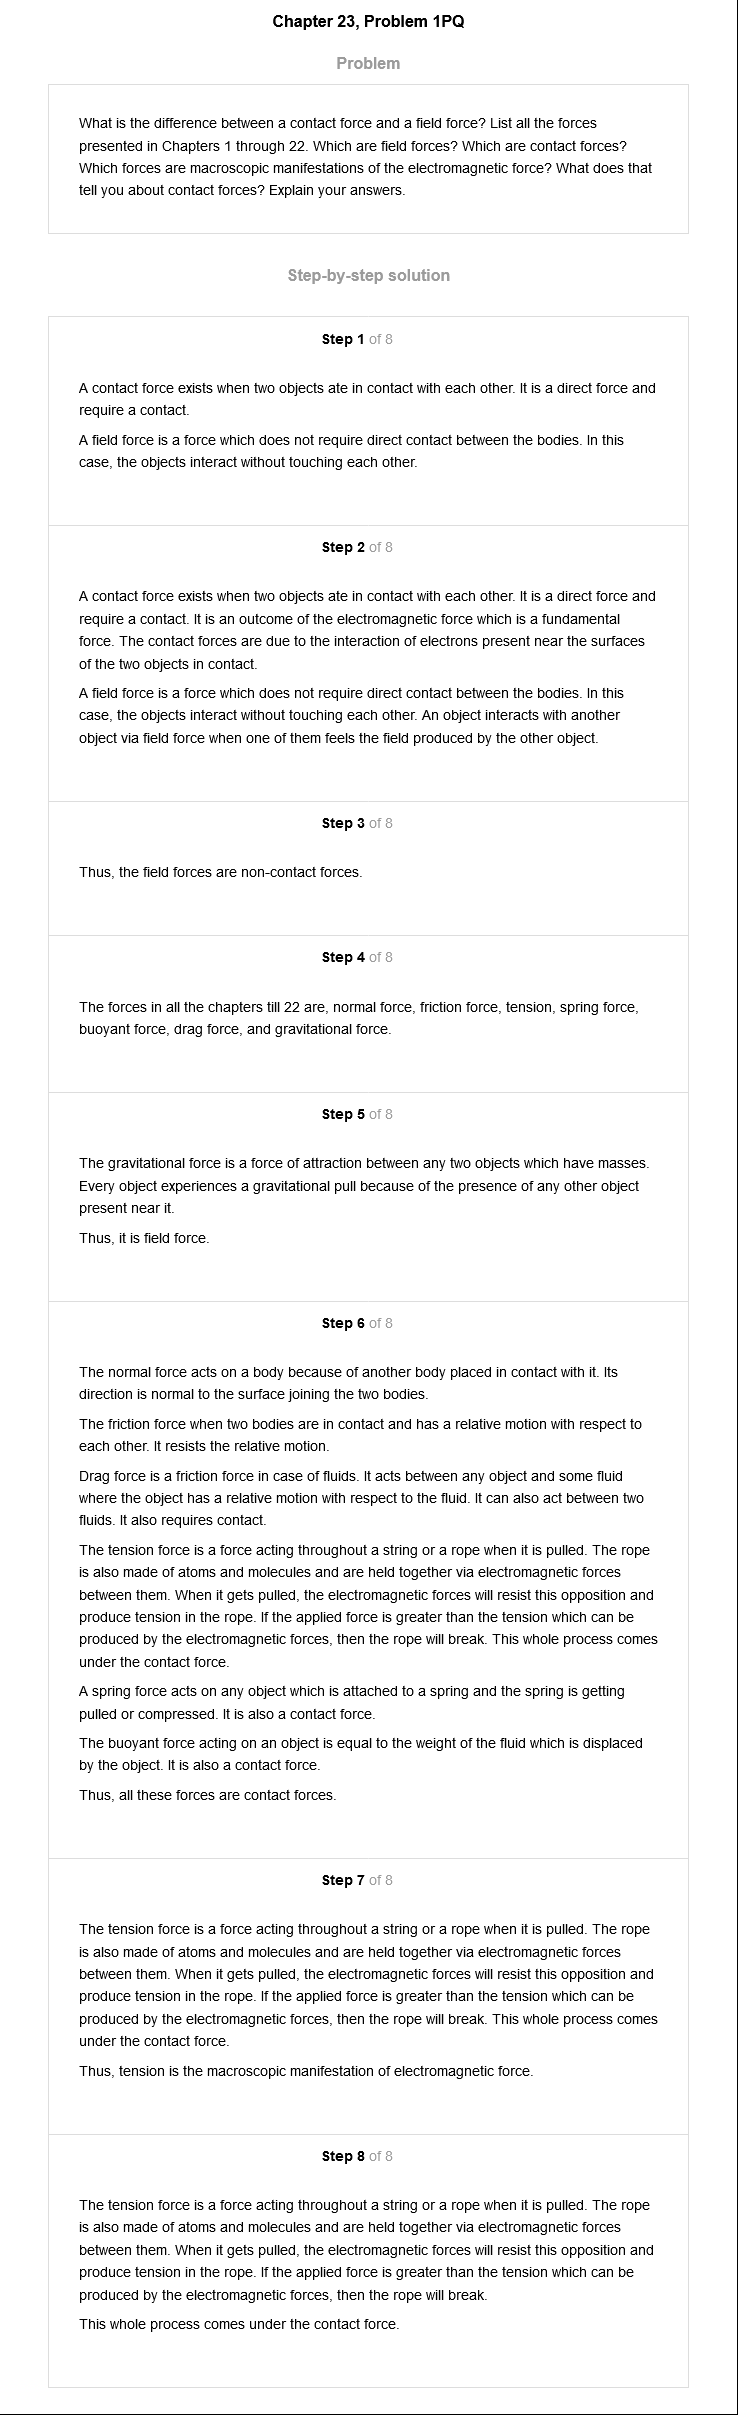 Chapter 23, Problem 1PQ
Problem
What is the difference between a contact force and a field force? List all the forces
presented in Chapters 1 through 22. Which are field forces? Which are contact forces?
Which forces are macroscopic manifestations of the electromagnetic force? What does that
tell you about contact forces? Explain your answers.
Step-by-step solution
Step 1 of 8
A contact force exists when two objects ate in contact with each other. It is a direct force and
require a contact.
A field force is a force which does not require direct contact between the bodies. In this
case, the objects interact without touching each other.
Step 2 of 8
A contact force exists when two objects ate in contact with each other. It is a direct force and
require a contact. It is an outcome of the electromagnetic force which is a fundamental
force. The contact forces are due to the interaction of electrons present near the surfaces
of the two objects in contact.
A field force is a force which does not require direct contact between the bodies. In this
case, the objects interact without touching each other. An object interacts with another
object via field force when one of them feels the field produced by the other object.
Step 3 of 8
Thus, the field forces are non-contact forces.
Step 4 of 8
The forces in all the chapters till 22 are, normal force, friction force, tension, spring force,
buoyant force, drag force, and gravitational force.
Step 5 of 8
The gravitational force is a force of attraction between any two objects which have masses.
Every object experiences a gravitational pull because of the presence of any other object
present near it.
Thus, it is field force.
Step 6 of 8
The normal force acts on a body because of another body placed in contact with it. Its
direction is normal to the surface joining the two bodies.
The friction force when two bodies are in contact and has a relative motion with respect to
each other. It resists the relative motion.
Drag force is a friction force in case of fluids. It acts between any object and some fluid
where the object has a relative motion with respect to the fluid. It can also act between two
fluids. It also requires contact.
The tension force is a force acting throughout a string or a rope when it is pulled. The rope
is also made of atoms and molecules and are held together via electromagnetic forces
between them. When it gets pulled, the electromagnetic forces will resist this opposition and
produce tension in the rope. If the applied force is greater than the tension which can be
produced by the electromagnetic forces, then the rope will break. This whole process comes
under the contact force.
A spring force acts on any object which is attached to a spring and the spring is getting
pulled or compressed. It is also a contact force.
The buoyant force acting on an object is equal to the weight of the fluid which is displaced
by the object. It is also a contact force.
Thus, all these forces are contact forces.
Step 7 of 8
The tension force is a force acting throughout a string or a rope when it is pulled. The rope
is also made of atoms and molecules and are held together via electromagnetic forces
between them. When it gets pulled, the electromagnetic forces will resist this opposition and
produce tension in the rope. If the applied force is greater than the tension which can be
produced by the electromagnetic forces, then the rope will break. This whole process comes
under the contact force.
Thus, tension is the macroscopic manifestation of electromagnetic force.
Step 8 of 8
The tension force is a force acting throughout a string or a rope when it is pulled. The rope
is also made of atoms and molecules and are held together via electromagnetic forces
between them. When it gets pulled, the electromagnetic forces will resist this opposition and
produce tension in the rope. If the applied force is greater than the tension which can be
produced by the electromagnetic forces, then the rope will break.
This whole process comes under the contact force.